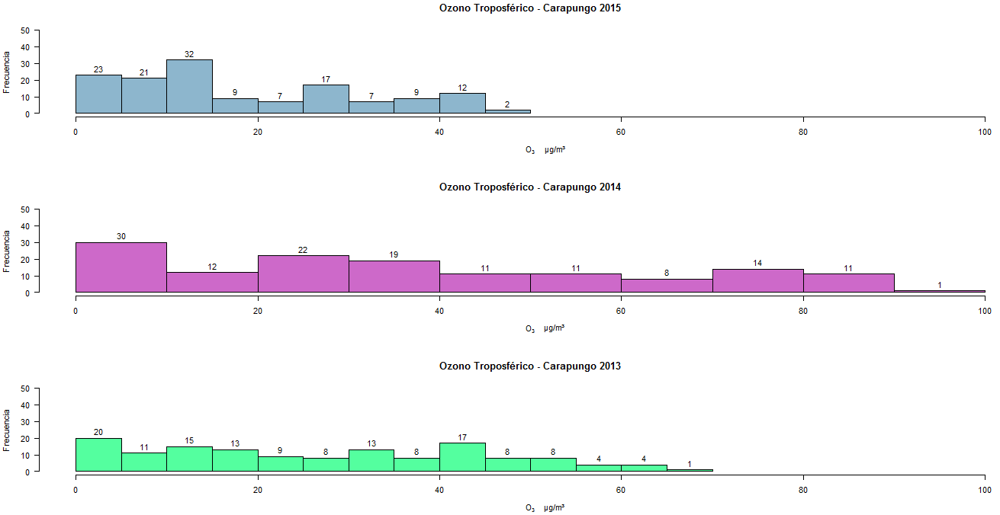 Ozono Troposférico - Carapungo 2015
Frecuencia
50
40
30
20
10
0
23 21 32 9 7 17 7 9 12 2
0 20 40 60 80 100
O₃ µg/m³
Ozono Troposférico - Carapungo 2014
Frecuencia
50
40
30
20
10
0
30 12 22 19 11 11 8 14 11 1
0 20 40 60 80 100
O₃ µg/m³
Ozono Troposférico - Carapungo 2013
Frecuencia
50
40
30
20
10
0
20 11 15 13 9 8 13 8 17 8 8 4 4 1
0 20 40 60 80 100
O₃ µg/m³